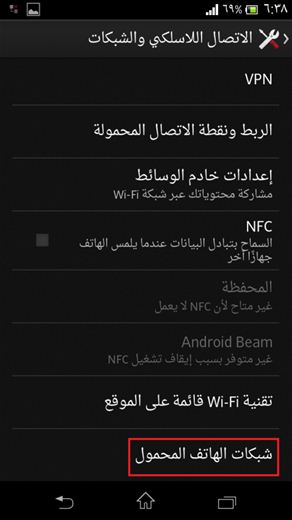 ٦:٣٨
٦٩%
الاتصال اللاسلكي والشبكات
VPN
الربط ونقطة الاتصال المحمولة
إعدادات خادم الوسائط
مشاركة محتوياتك عبر شبكة Wi-Fi
NFC
السماح بتبادل البيانات عندما يلمس الهاتف
جهازًا آخر
المحفظة
غير متاح لأن NFC لا يعمل
Android Beam
غير متوفر بسبب إيقاف تشغيل NFC
تقنية Wi-Fi قائمة على الموقع
شبكات الهاتف المحمول